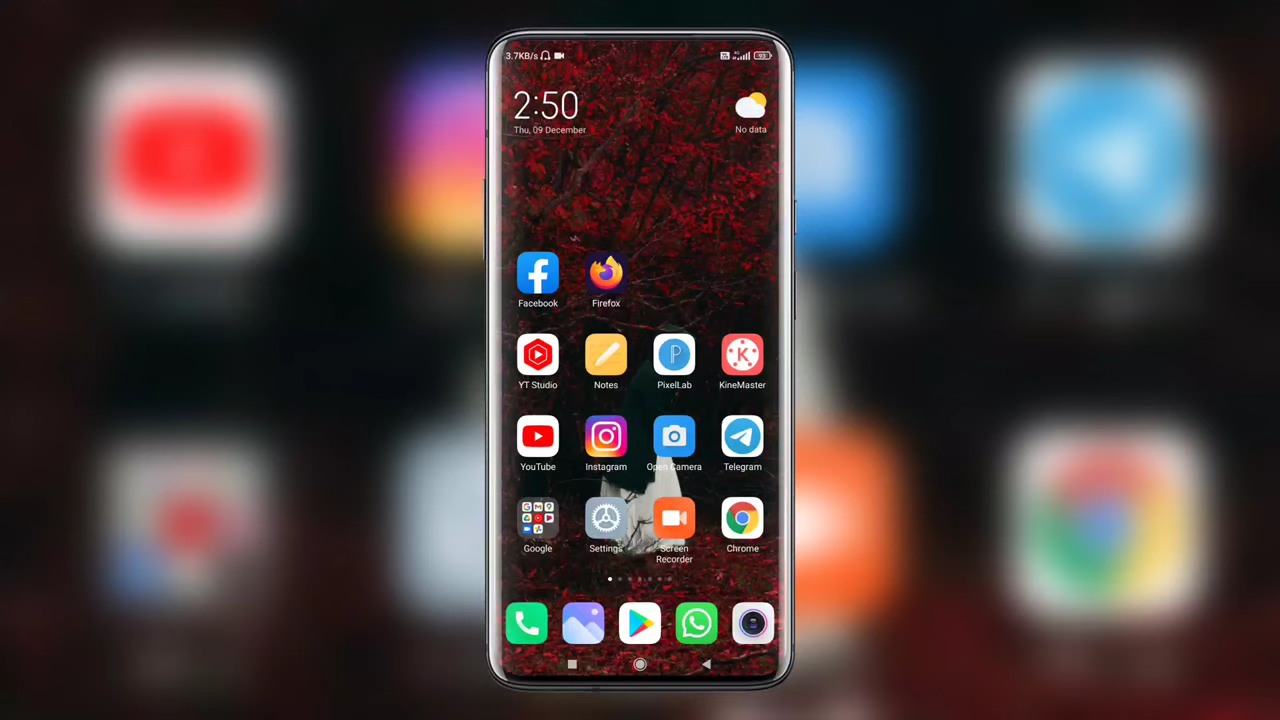 3.7KB/s
93
2:50
Thu, 09 December
No data
Facebook
Firefox
YT Studio
Notes
PixelLab
KineMaster
YouTube
Instagram
Open Camera
Telegram
Google
Settings
Screen
Recorder
Chrome